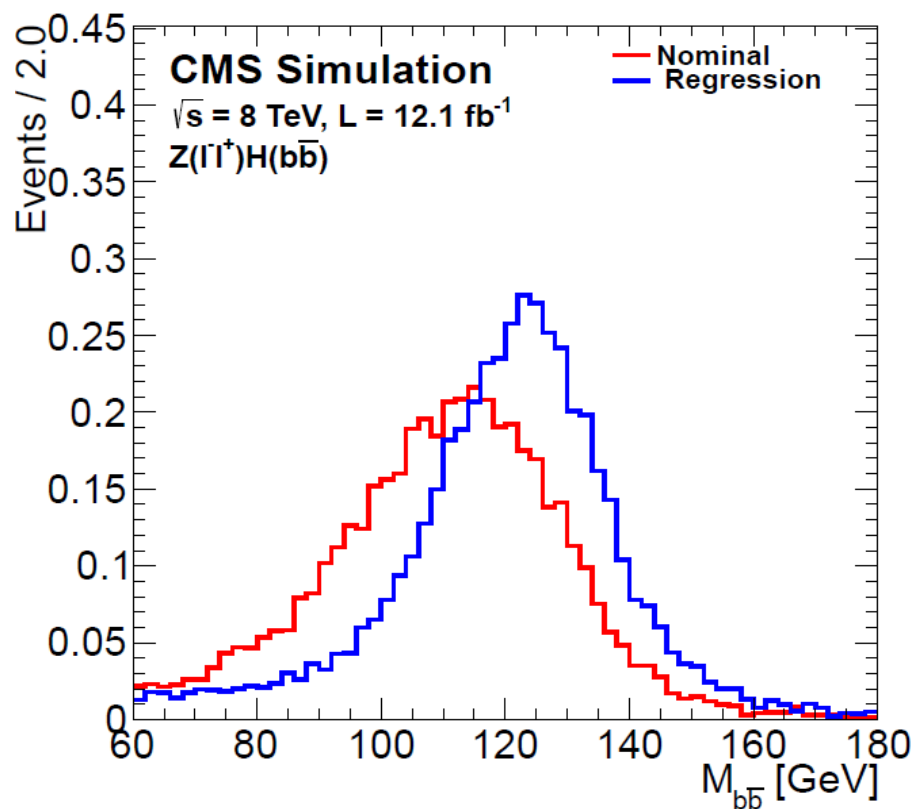 Events / 2.0
0.45
0.4
0.35
0.3
0.25
0.2
0.15
0.1
0.05
0
CMS Simulation
√s = 8 TeV, L = 12.1 fb⁻¹
Z(l⁻l⁺)H(bb̅)
Nominal
Regression
60 80 100 120 140 160 180
M_bb̅ [GeV]